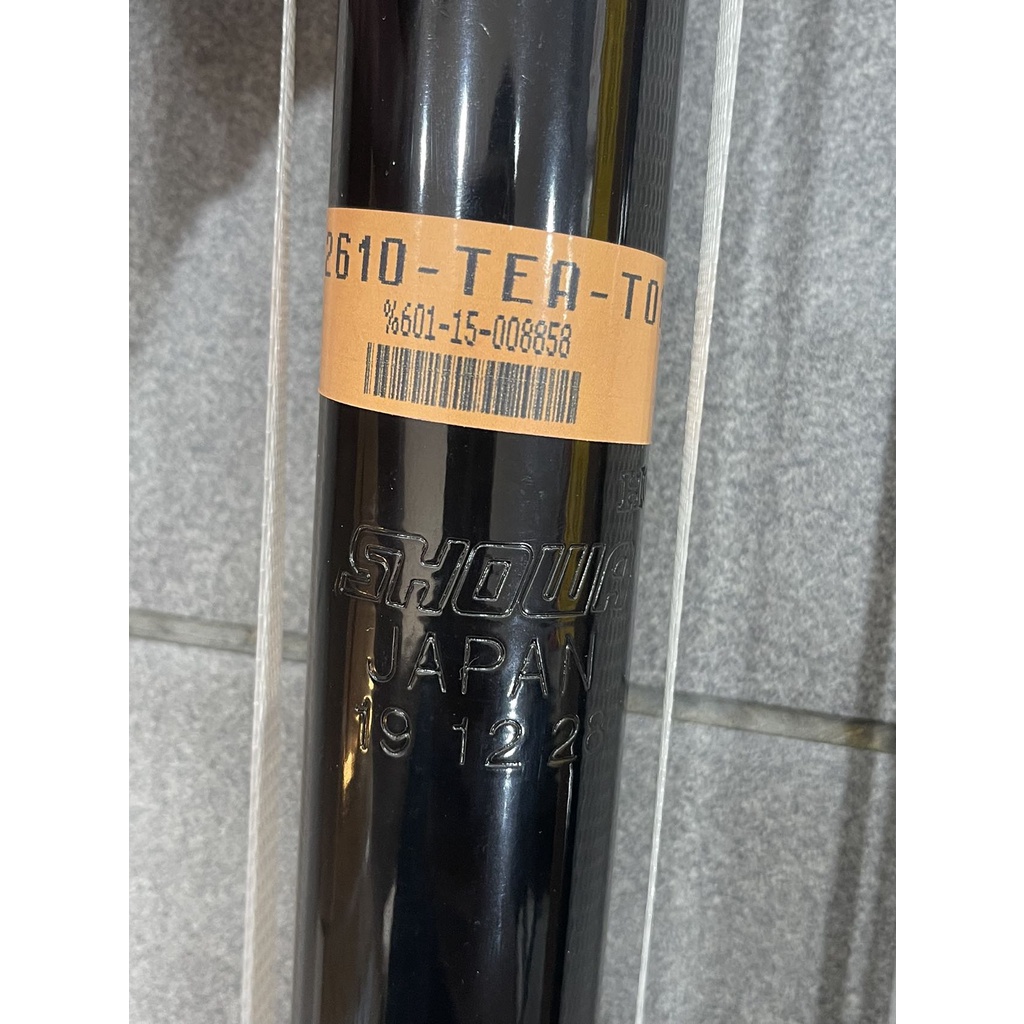 2610-TEA-T0
%601-15-008858
SHOWA
JAPAN
19 12 28